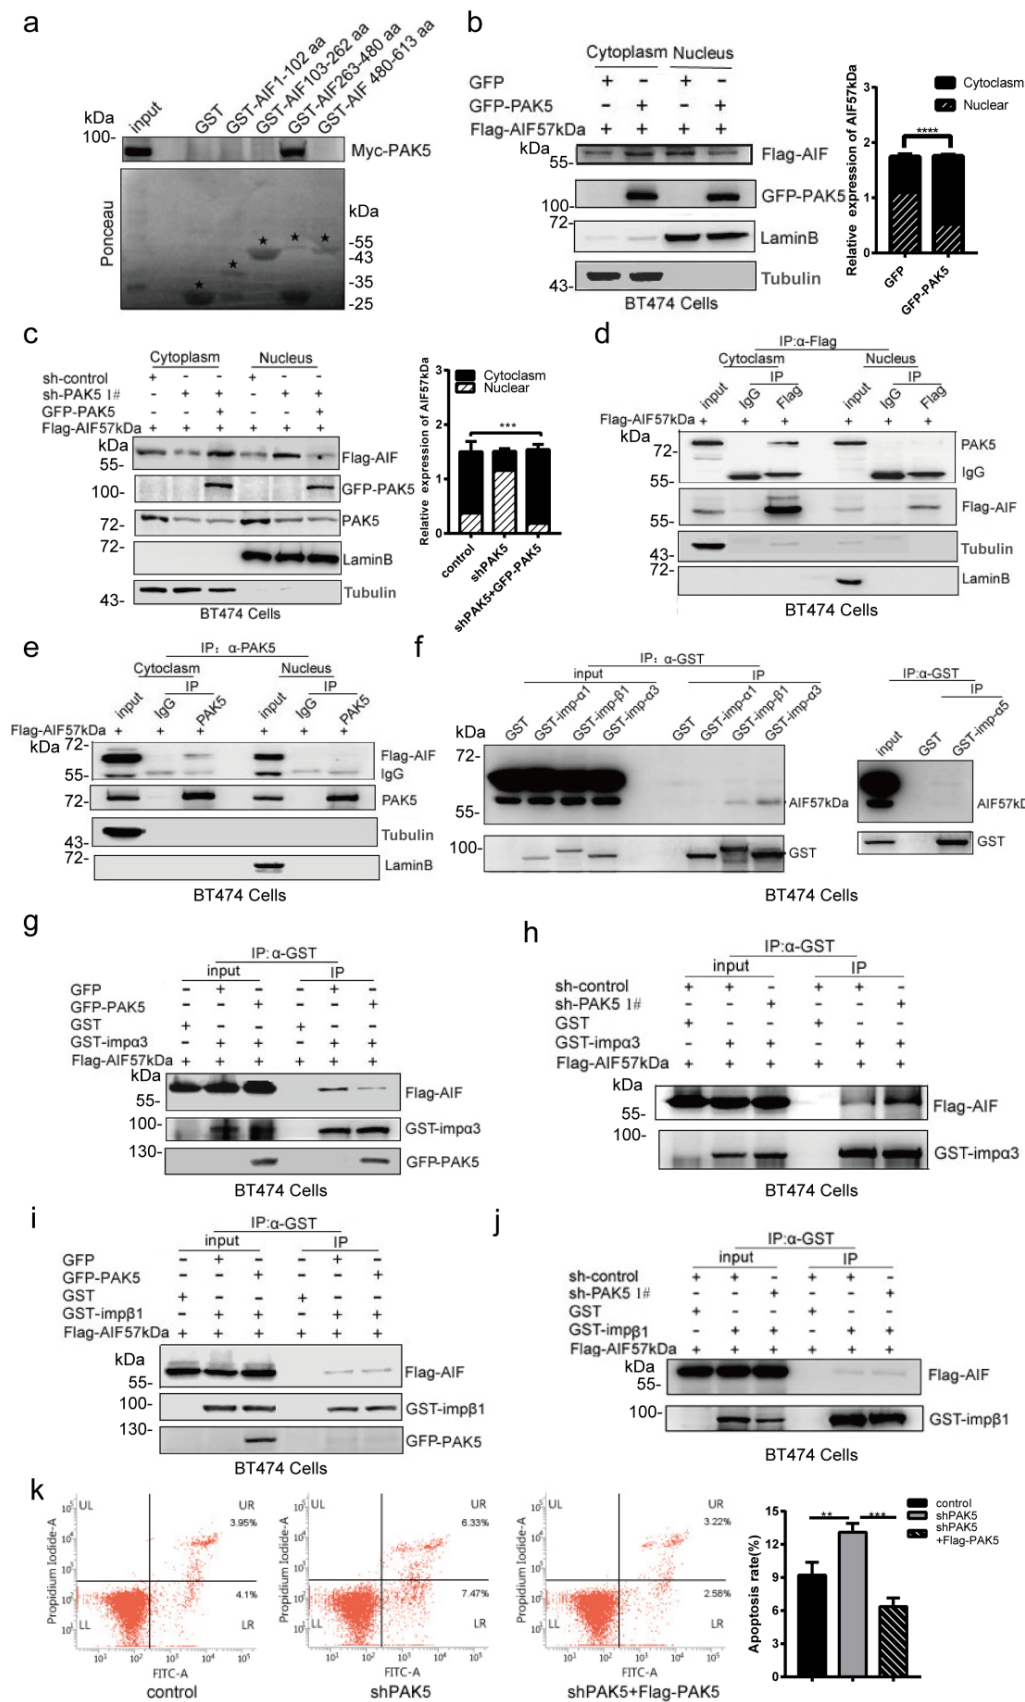 a
kDa
100-
input
GST
GST-AIF1-102 aa
GST-AIF103-262 aa
GST-AIF263-480 aa
GST-AIF 480-613 aa
Myc-PAK5
Ponceau
kDa
-55
-43
-35
-25
b
Cytoplasm Nucleus
GFP + - + -
GFP-PAK5 - + - +
Flag-AIF57kDa + + + +
kDa
55-
Flag-AIF
100-
GFP-PAK5
72-
LaminB
43-
Tubulin
BT474 Cells
Relative expression of AIF57kDa
3
2
1
0
****
Cytoclasm
Nuclear
GFP
GFP-PAK5
c
Cytoplasm Nucleus
sh-control + - - + - -
sh-PAK5 1# - + + - + +
GFP-PAK5 - - + - - +
Flag-AIF57kDa + + + + + +
kDa
55-
Flag-AIF
100-
GFP-PAK5
72-
PAK5
72-
LaminB
43-
Tubulin
BT474 Cells
Relative expression of AIF57kDa
3
2
1
0
***
Cytoclasm
Nuclear
control
shPAK5
shPAK5+GFP-PAK5
d
IP:α-Flag
Cytoplasm Nucleus
IP IP
input IgG Flag input IgG Flag
Flag-AIF57kDa + + + + + +
kDa
72-
PAK5
55-
IgG
55-
Flag-AIF
43-
Tubulin
72-
LaminB
BT474 Cells
e
IP: α-PAK5
Cytoclasm Nucleus
IP IP
input IgG PAK5 input IgG PAK5
Flag-AIF57kDa + + + + + +
kDa
72-
Flag-AIF
55-
IgG
72-
PAK5
43-
Tubulin
72-
LaminB
BT474 Cells
f
IP: α-GST
input IP
GST GST-imp-α1 GST-imp-β1 GST-imp-α3 GST GST-imp-α1 GST-imp-β1 GST-imp-α3
kDa
72-
55-
AIF57kDa
100-
GST
IP:α-GST
IP
input GST GST-imp-α5
AIF57kD
GST
BT474 Cells
g
IP:α-GST
input IP
GFP - + - - + -
GFP-PAK5 - - + - - +
GST + - - + - -
GST-impα3 - + + - + +
Flag-AIF57kDa + + + + + +
kDa
55-
Flag-AIF
100-
GST-impα3
130-
GFP-PAK5
BT474 Cells
h
IP:α-GST
input IP
sh-control + + - + + -
sh-PAK5 1# - - + - - +
GST + - - + - -
GST-impα3 - + + - + +
Flag-AIF57kDa + + + + + +
kDa
55-
Flag-AIF
100-
GST-impα3
BT474 Cells
i
IP:α-GST
input IP
GFP - + - - + -
GFP-PAK5 - - + - - +
GST + - - + - -
GST-impβ1 - + + - + +
Flag-AIF57kDa + + + + + +
kDa
55-
Flag-AIF
100-
GST-impβ1
130-
GFP-PAK5
BT474 Cells
j
IP:α-GST
input IP
sh-control + + - + + -
sh-PAK5 1# - - + - - +
GST + - - + - -
GST-impβ1 - + + - + +
Flag-AIF57kDa + + + + + +
kDa
55-
Flag-AIF
100-
GST-impβ1
BT474 Cells
k
Propidium Iodide-A
UL UR
3.95%
4.1%
LL LR
FITC-A
control
Propidium Iodide-A
UL UR
6.33%
7.47%
LL LR
FITC-A
shPAK5
Propidium Iodide-A
UL UR
3.22%
2.58%
LL LR
FITC-A
shPAK5+Flag-PAK5
Apoptosis rate(%)
15
12
9
6
3
0
** ***
control
shPAK5
shPAK5
+Flag-PAK5